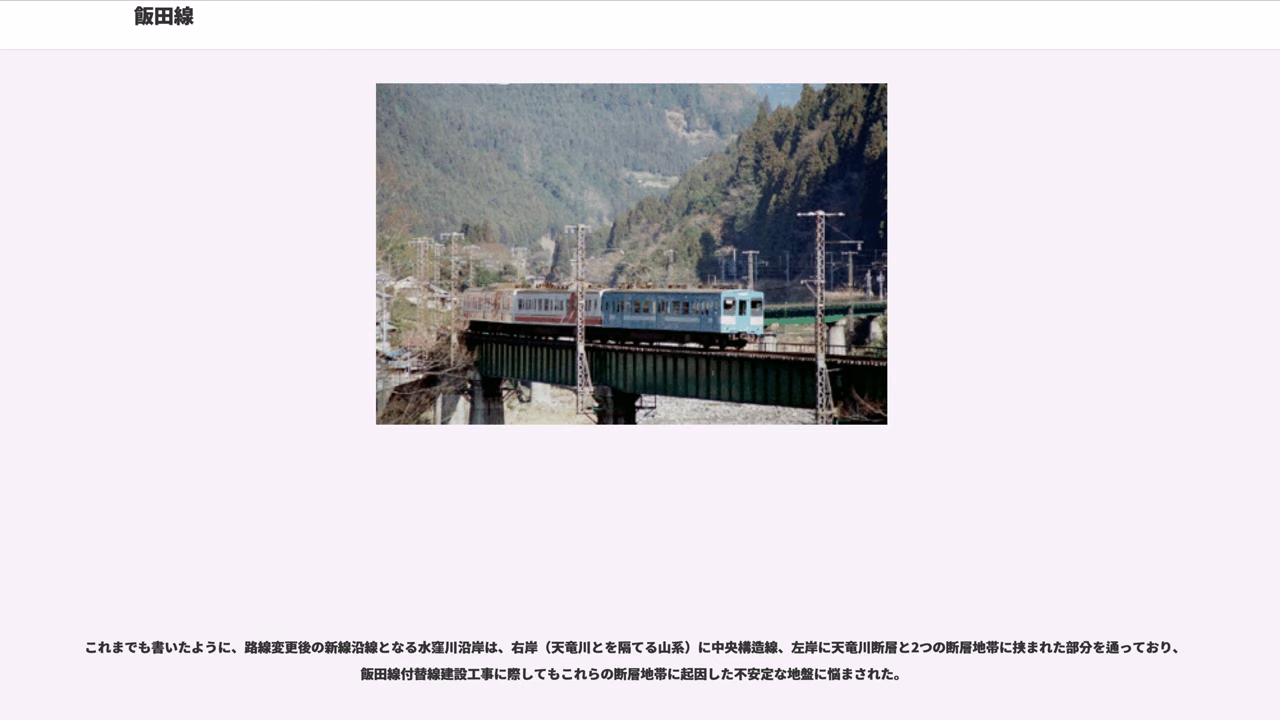 飯田線
これまでも書いたように、路線変更後の新線沿線となる水窪川沿岸は、右岸（天竜川とを隔てる山系）に中央構造線、左岸に天竜川断層と2つの断層地帯に挟まれた部分を通っており、
飯田線付替線建設工事に際してもこれらの断層地帯に起因した不安定な地盤に悩まされた。